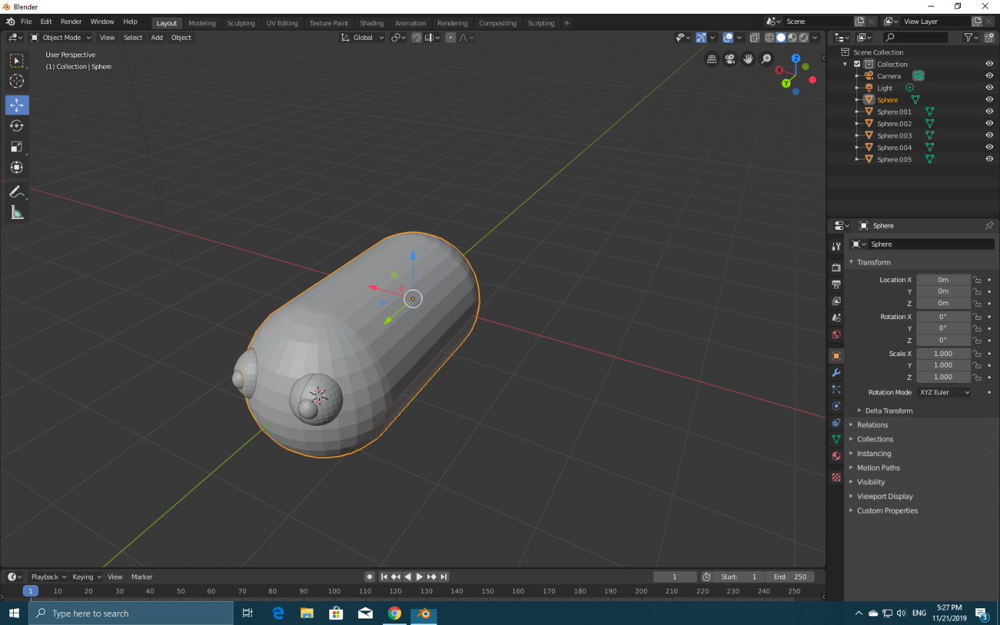 Blender
File Edit Render Window Help Layout Modeling Sculpting UV Editing Texture Paint Shading Animation Rendering Compositing Scripting + Scene View Layer
Object Mode View Select Add Object Global
User Perspective
(1) Collection | Sphere
Z
X
Y
Scene Collection
Collection
Camera
Light
Sphere
Sphere.001
Sphere.002
Sphere.003
Sphere.004
Sphere.005
Sphere
Sphere
Transform
Location X 0m
Y 0m
Z 0m
Rotation X 0°
Y 0°
Z 0°
Scale X 1.000
Y 1.000
Z 1.000
Rotation Mode XYZ Euler
Delta Transform
Relations
Collections
Instancing
Motion Paths
Visibility
Viewport Display
Custom Properties
Playback Keying View Marker 1 Start: 1 End: 250
1 10 20 30 40 50 60 70 80 90 100 110 120 130 140 150 160 170 180 190 200 210 220 230 240 250
Type here to search
ENG
5:27 PM
11/21/2019
3